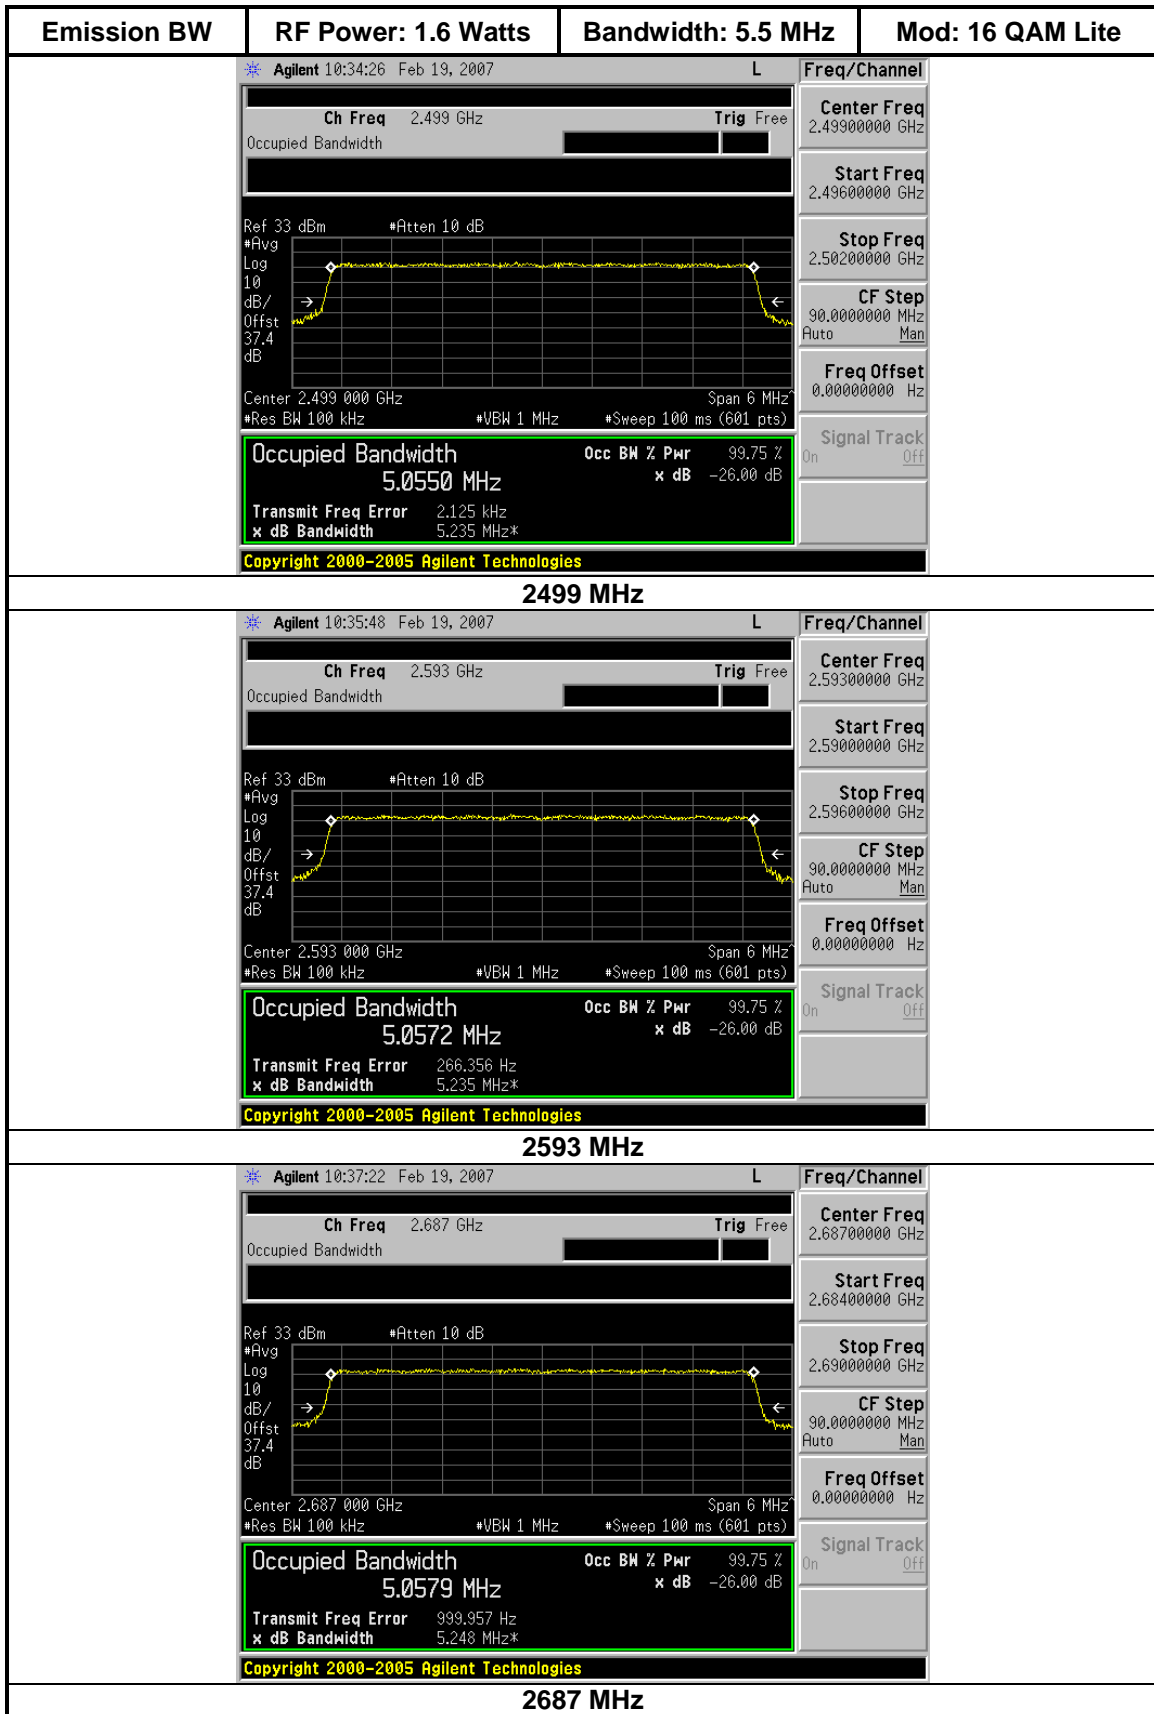 Emission BW RF Power: 1.6 Watts Bandwidth: 5.5 MHz Mod: 16 QAM Lite
Agilent 10:34:26 Feb 19, 2007 L Freq/Channel
Ch Freq 2.499 GHz Trig Free
Occupied Bandwidth
Center Freq
2.49900000 GHz
Start Freq
2.49600000 GHz
Stop Freq
2.50200000 GHz
CF Step
90.0000000 MHz
Auto Man
Freq Offset
0.00000000 Hz
Signal Track
On Off
Ref 33 dBm #Atten 10 dB
#Avg
Log
10
dB/
Offst
37.4
dB
Center 2.499 000 GHz Span 6 MHz^
#Res BW 100 kHz #VBW 1 MHz #Sweep 100 ms (601 pts)
Occupied Bandwidth Occ BW % Pwr 99.75 %
5.0550 MHz x dB -26.00 dB
Transmit Freq Error 2.125 kHz
x dB Bandwidth 5.235 MHz*
Copyright 2000-2005 Agilent Technologies
2499 MHz
Agilent 10:35:48 Feb 19, 2007 L Freq/Channel
Ch Freq 2.593 GHz Trig Free
Occupied Bandwidth
Center Freq
2.59300000 GHz
Start Freq
2.59000000 GHz
Stop Freq
2.59600000 GHz
CF Step
90.0000000 MHz
Auto Man
Freq Offset
0.00000000 Hz
Signal Track
On Off
Ref 33 dBm #Atten 10 dB
#Avg
Log
10
dB/
Offst
37.4
dB
Center 2.593 000 GHz Span 6 MHz^
#Res BW 100 kHz #VBW 1 MHz #Sweep 100 ms (601 pts)
Occupied Bandwidth Occ BW % Pwr 99.75 %
5.0572 MHz x dB -26.00 dB
Transmit Freq Error 266.356 Hz
x dB Bandwidth 5.235 MHz*
Copyright 2000-2005 Agilent Technologies
2593 MHz
Agilent 10:37:22 Feb 19, 2007 L Freq/Channel
Ch Freq 2.687 GHz Trig Free
Occupied Bandwidth
Center Freq
2.68700000 GHz
Start Freq
2.68400000 GHz
Stop Freq
2.69000000 GHz
CF Step
90.0000000 MHz
Auto Man
Freq Offset
0.00000000 Hz
Signal Track
On Off
Ref 33 dBm #Atten 10 dB
#Avg
Log
10
dB/
Offst
37.4
dB
Center 2.687 000 GHz Span 6 MHz^
#Res BW 100 kHz #VBW 1 MHz #Sweep 100 ms (601 pts)
Occupied Bandwidth Occ BW % Pwr 99.75 %
5.0579 MHz x dB -26.00 dB
Transmit Freq Error 999.957 Hz
x dB Bandwidth 5.248 MHz*
Copyright 2000-2005 Agilent Technologies
2687 MHz